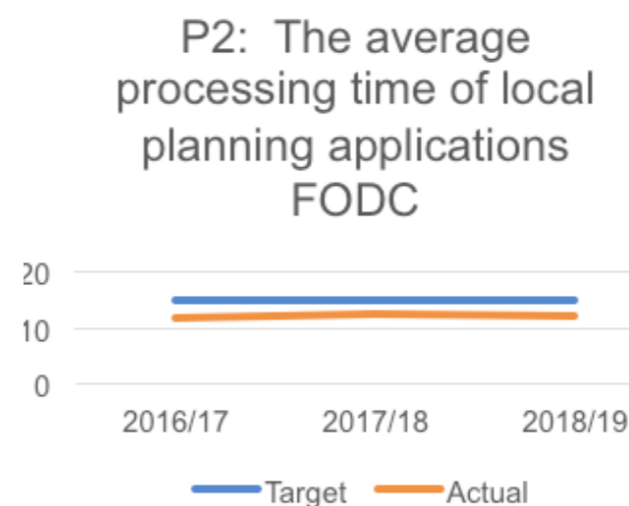 P2: The average
processing time of local
planning applications
FODC
20
10
0
2016/17 2017/18 2018/19
Target Actual